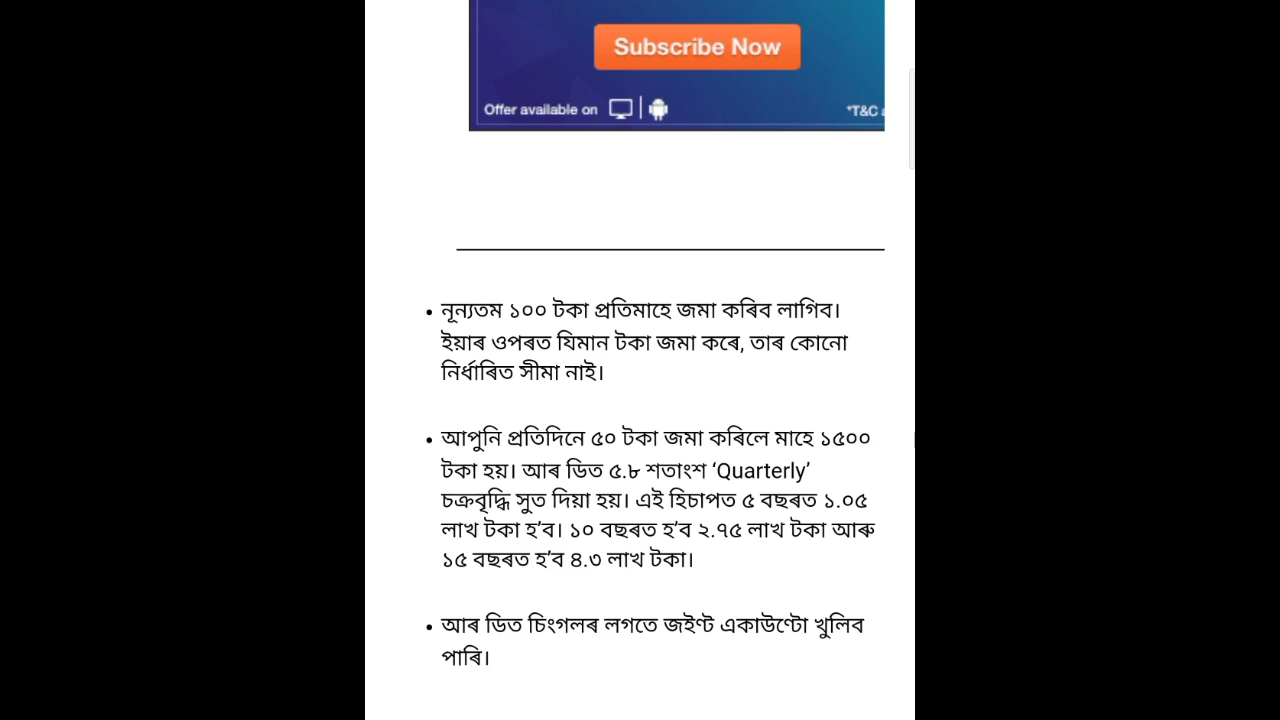 Subscribe Now
Offer available on
*T&C
নূন্যতম ১০০ টকা প্ৰতিমাহে জমা কৰিব লাগিব।
ইয়াৰ ওপৰত যিমান টকা জমা কৰে, তাৰ কোনো
নিৰ্ধাৰিত সীমা নাই।
আপুনি প্ৰতিদিনে ৫০ টকা জমা কৰিলে মাহে ১৫০০
টকা হয়। আৰ ডিত ৫.৮ শতাংশ ‘Quarterly’
চক্ৰবৃদ্ধি সুত দিয়া হয়। এই হিচাপত ৫ বছৰত ১.০৫
লাখ টকা হ’ব। ১০ বছৰত হ’ব ২.৭৫ লাখ টকা আৰু
১৫ বছৰত হ’ব ৪.৩ লাখ টকা।
আৰ ডিত চিংগলৰ লগতে জইণ্ট একাউণ্টো খুলিব
পাৰি।